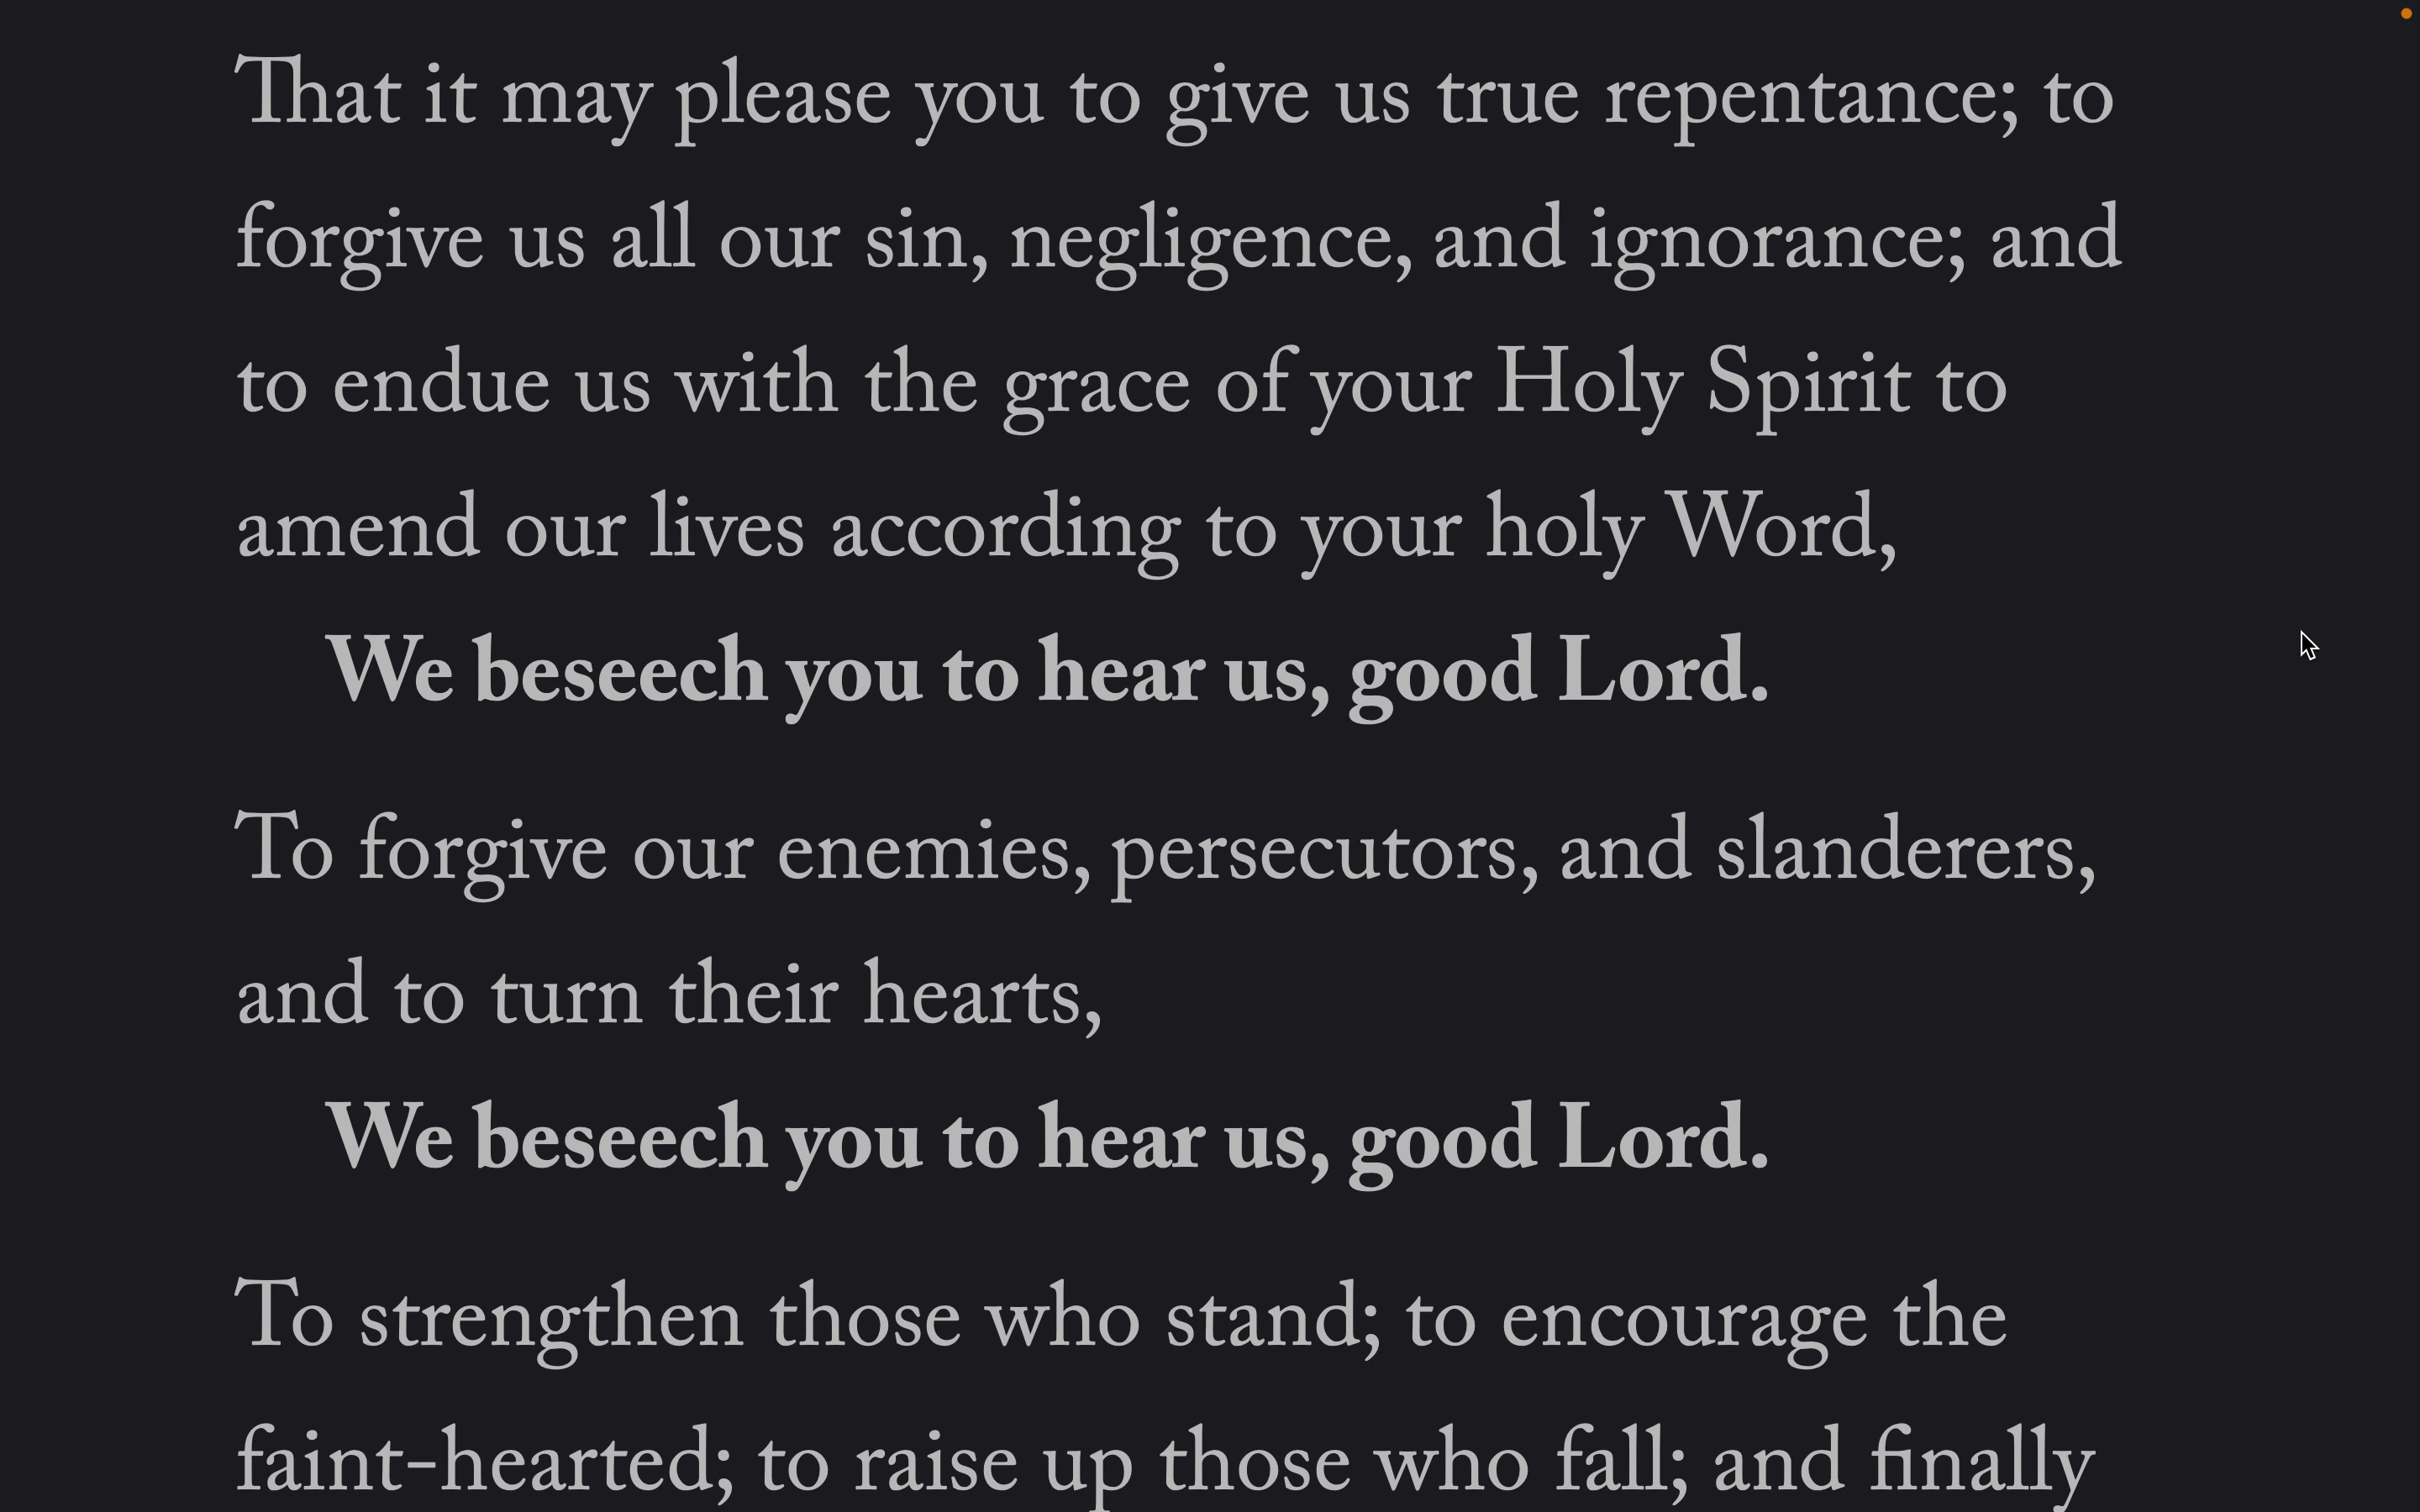 That it may please you to give us true repentance; to
forgive us all our sin, negligence, and ignorance; and
to endue us with the grace of your Holy Spirit to
amend our lives according to your holy Word,
We beseech you to hear us, good Lord.
To forgive our enemies, persecutors, and slanderers,
and to turn their hearts,
We beseech you to hear us, good Lord.
To strengthen those who stand; to encourage the
faint-hearted; to raise up those who fall; and finally